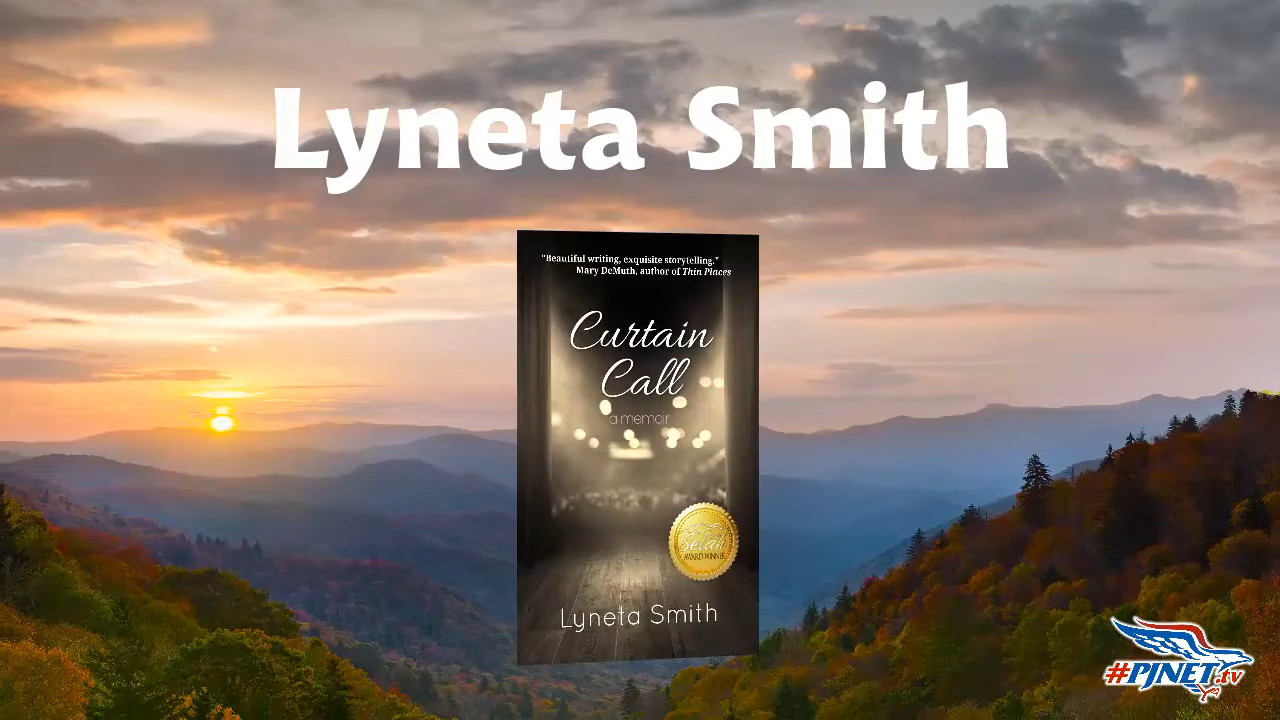 Lyneta Smith
"Beautiful writing, exquisite storytelling."
Mary DeMuth, author of Thin Places
Curtain
Call
a memoir
Selah
AWARD WINNER
Lyneta Smith
#PJNET.tv